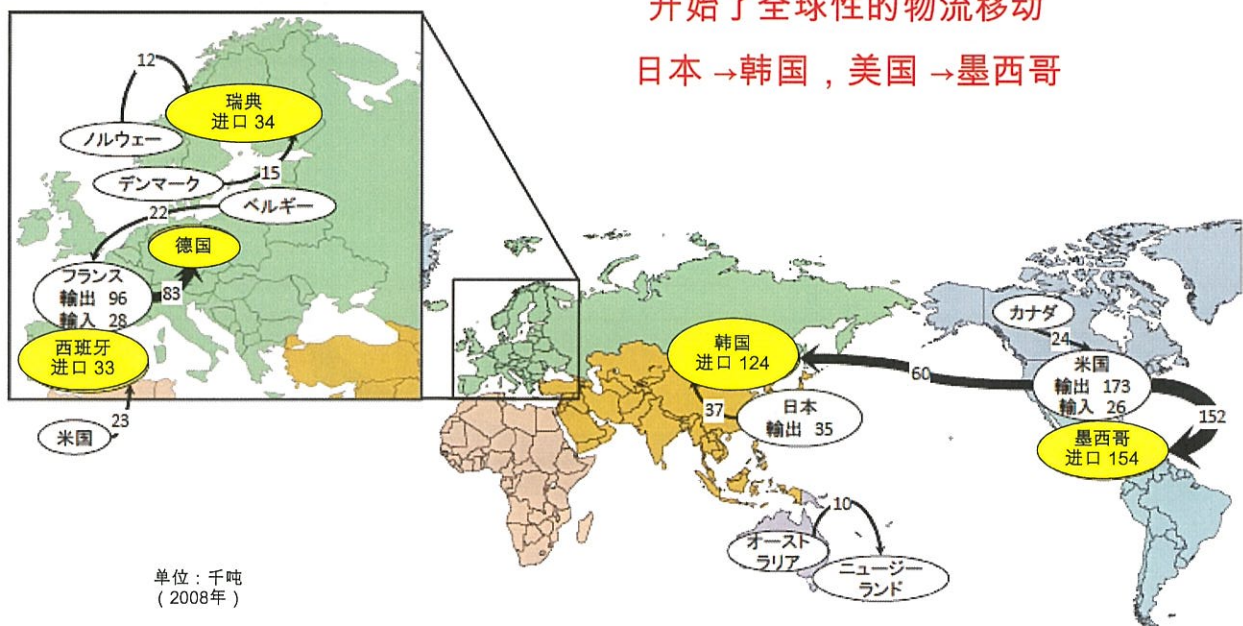 开始了全球性的物流移动
日本→韩国，美国→墨西哥
12
瑞典
进口 34
ノルウェー
15
デンマーク
22
ベルギー
德国
フランス
輸出 96
輸入 28
83
西班牙
进口 33
23
米国
韩国
进口 124
37
日本
輸出 35
60
カナダ
24
米国
輸出 173
輸入 26
152
墨西哥
进口 154
10
オースト
ラリア
ニュージー
ランド
单位：千吨
（2008年）